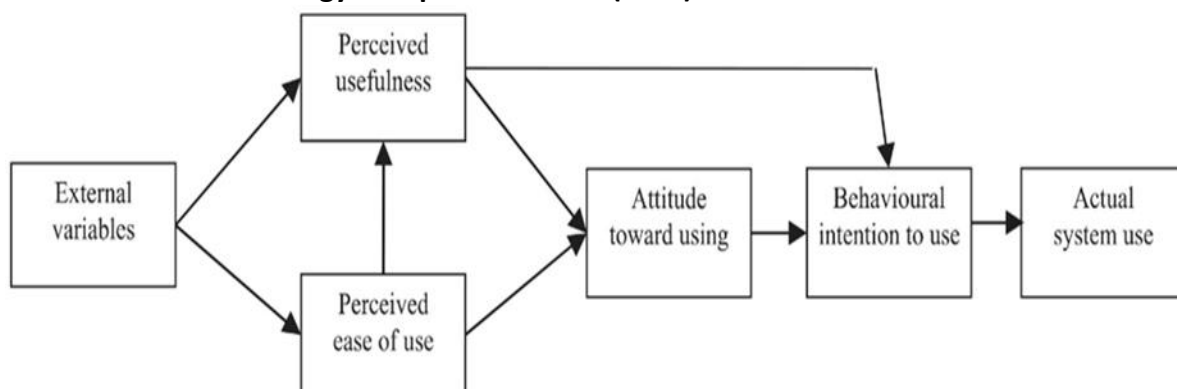 Perceived
usefulness
External
variables
Attitude
toward using
Behavioural
intention to use
Actual
system use
Perceived
ease of use